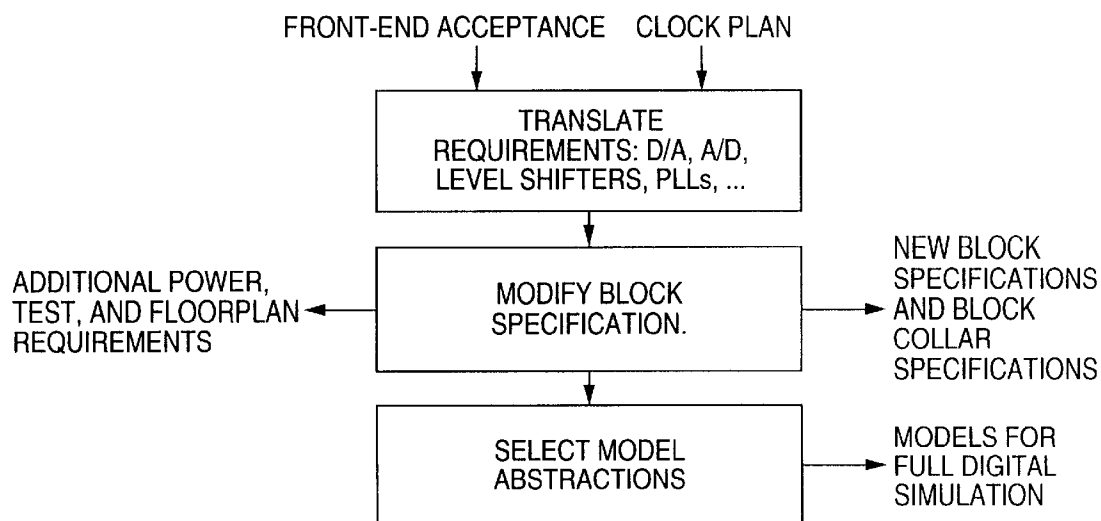 FRONT-END ACCEPTANCE CLOCK PLAN
TRANSLATE
REQUIREMENTS: D/A, A/D,
LEVEL SHIFTERS, PLLs, ...
ADDITIONAL POWER,
TEST, AND FLOORPLAN
REQUIREMENTS
MODIFY BLOCK
SPECIFICATION.
NEW BLOCK
SPECIFICATIONS
AND BLOCK
COLLAR
SPECIFICATIONS
SELECT MODEL
ABSTRACTIONS
MODELS FOR
FULL DIGITAL
SIMULATION